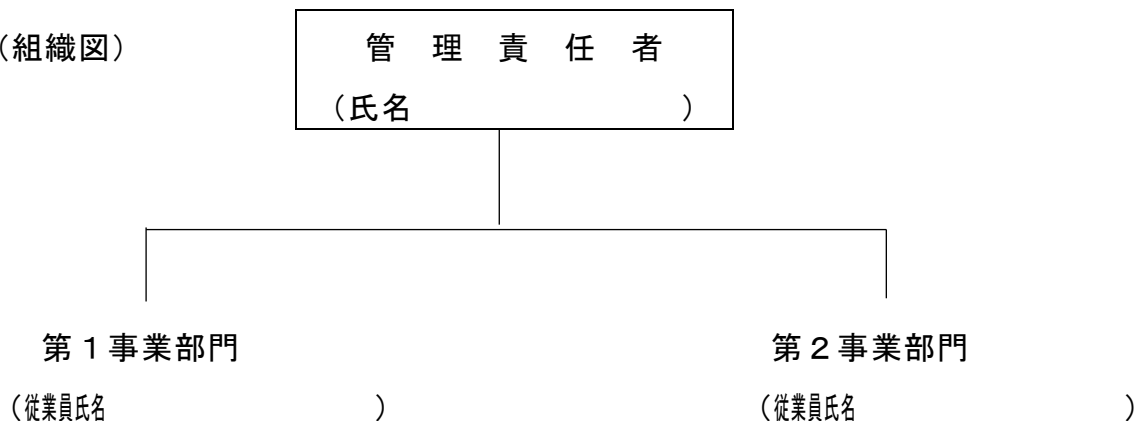 （組織図）
管　理　責　任　者
（氏名　　　　　　　　）
第１事業部門　　　　　　　　　　　　　　　　第２事業部門
（従業員氏名　　　　　　　　）　　　　　　　　　　　（従業員氏名　　　　　　　　）